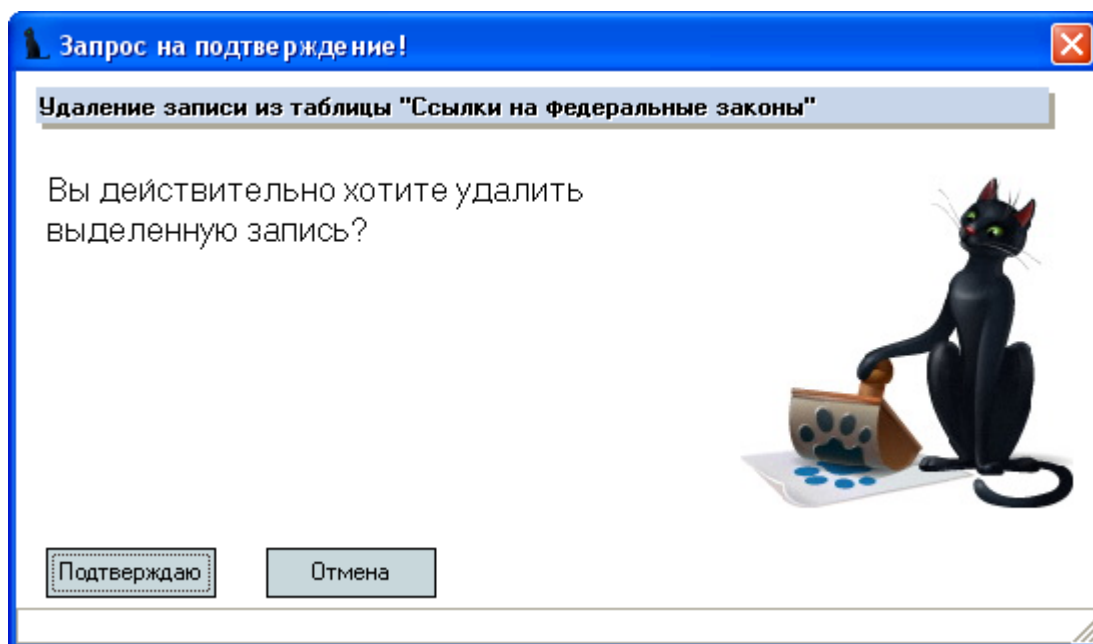 Запрос на подтверждение!
Удаление записи из таблицы "Ссылки на Федеральные законы"
Вы действительно хотите удалить
выделенную запись?
Подтверждаю
Отмена